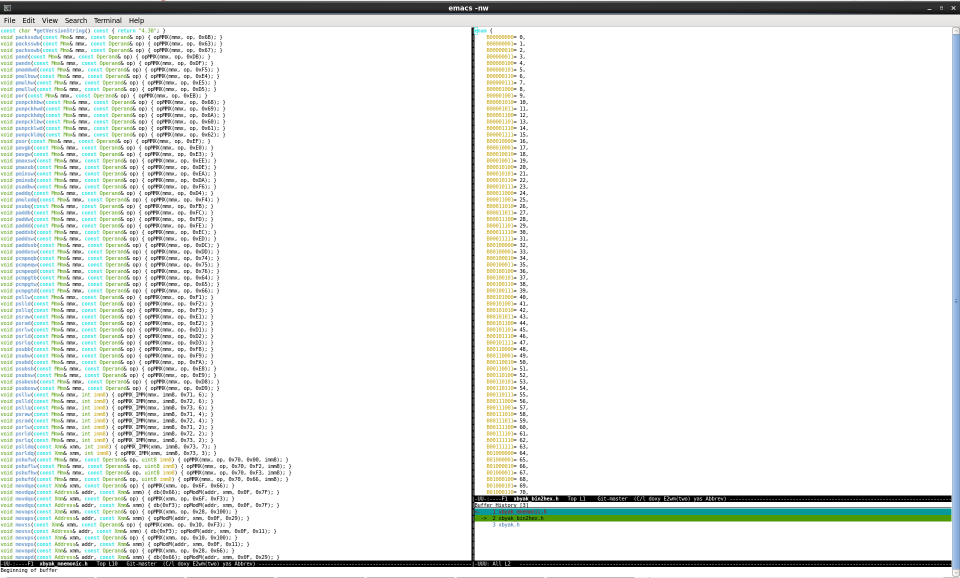 emacs -nw
File Edit View Search Terminal Help
const char *getVersionString() const { return "4.30"; }
void packssdw(const Mmx& mmx, const Operand& op) { opMMX(mmx, op, 0x6B); }
void packsswb(const Mmx& mmx, const Operand& op) { opMMX(mmx, op, 0x63); }
void packuswb(const Mmx& mmx, const Operand& op) { opMMX(mmx, op, 0x67); }
void pand(const Mmx& mmx, const Operand& op) { opMMX(mmx, op, 0xDB); }
void pandn(const Mmx& mmx, const Operand& op) { opMMX(mmx, op, 0xDF); }
void pmaddwd(const Mmx& mmx, const Operand& op) { opMMX(mmx, op, 0xF5); }
void pmulhuw(const Mmx& mmx, const Operand& op) { opMMX(mmx, op, 0xE4); }
void pmulhw(const Mmx& mmx, const Operand& op) { opMMX(mmx, op, 0xE5); }
void pmullw(const Mmx& mmx, const Operand& op) { opMMX(mmx, op, 0xD5); }
void por(const Mmx& mmx, const Operand& op) { opMMX(mmx, op, 0xEB); }
void punpckhbw(const Mmx& mmx, const Operand& op) { opMMX(mmx, op, 0x68); }
void punpckhwd(const Mmx& mmx, const Operand& op) { opMMX(mmx, op, 0x69); }
void punpckhdq(const Mmx& mmx, const Operand& op) { opMMX(mmx, op, 0x6A); }
void punpcklbw(const Mmx& mmx, const Operand& op) { opMMX(mmx, op, 0x60); }
void punpcklwd(const Mmx& mmx, const Operand& op) { opMMX(mmx, op, 0x61); }
void punpckldq(const Mmx& mmx, const Operand& op) { opMMX(mmx, op, 0x62); }
void pxor(const Mmx& mmx, const Operand& op) { opMMX(mmx, op, 0xEF); }
void pavgb(const Mmx& mmx, const Operand& op) { opMMX(mmx, op, 0xE0); }
void pavgw(const Mmx& mmx, const Operand& op) { opMMX(mmx, op, 0xE3); }
void pmaxsw(const Mmx& mmx, const Operand& op) { opMMX(mmx, op, 0xEE); }
void pmaxub(const Mmx& mmx, const Operand& op) { opMMX(mmx, op, 0xDE); }
void pminsw(const Mmx& mmx, const Operand& op) { opMMX(mmx, op, 0xEA); }
void pminub(const Mmx& mmx, const Operand& op) { opMMX(mmx, op, 0xDA); }
void psadbw(const Mmx& mmx, const Operand& op) { opMMX(mmx, op, 0xF6); }
void paddq(const Mmx& mmx, const Operand& op) { opMMX(mmx, op, 0xD4); }
void pmuludq(const Mmx& mmx, const Operand& op) { opMMX(mmx, op, 0xF4); }
void psubq(const Mmx& mmx, const Operand& op) { opMMX(mmx, op, 0xFB); }
void paddb(const Mmx& mmx, const Operand& op) { opMMX(mmx, op, 0xFC); }
void paddw(const Mmx& mmx, const Operand& op) { opMMX(mmx, op, 0xFD); }
void paddd(const Mmx& mmx, const Operand& op) { opMMX(mmx, op, 0xFE); }
void paddsb(const Mmx& mmx, const Operand& op) { opMMX(mmx, op, 0xEC); }
void paddsw(const Mmx& mmx, const Operand& op) { opMMX(mmx, op, 0xED); }
void paddusb(const Mmx& mmx, const Operand& op) { opMMX(mmx, op, 0xDC); }
void paddusw(const Mmx& mmx, const Operand& op) { opMMX(mmx, op, 0xDD); }
void pcmpeqb(const Mmx& mmx, const Operand& op) { opMMX(mmx, op, 0x74); }
void pcmpeqw(const Mmx& mmx, const Operand& op) { opMMX(mmx, op, 0x75); }
void pcmpeqd(const Mmx& mmx, const Operand& op) { opMMX(mmx, op, 0x76); }
void pcmpgtb(const Mmx& mmx, const Operand& op) { opMMX(mmx, op, 0x64); }
void pcmpgtw(const Mmx& mmx, const Operand& op) { opMMX(mmx, op, 0x65); }
void pcmpgtd(const Mmx& mmx, const Operand& op) { opMMX(mmx, op, 0x66); }
void psllw(const Mmx& mmx, const Operand& op) { opMMX(mmx, op, 0xF1); }
void pslld(const Mmx& mmx, const Operand& op) { opMMX(mmx, op, 0xF2); }
void psllq(const Mmx& mmx, const Operand& op) { opMMX(mmx, op, 0xF3); }
void psraw(const Mmx& mmx, const Operand& op) { opMMX(mmx, op, 0xE1); }
void psrad(const Mmx& mmx, const Operand& op) { opMMX(mmx, op, 0xE2); }
void psrlw(const Mmx& mmx, const Operand& op) { opMMX(mmx, op, 0xD1); }
void psrld(const Mmx& mmx, const Operand& op) { opMMX(mmx, op, 0xD2); }
void psrlq(const Mmx& mmx, const Operand& op) { opMMX(mmx, op, 0xD3); }
void psubb(const Mmx& mmx, const Operand& op) { opMMX(mmx, op, 0xF8); }
void psubw(const Mmx& mmx, const Operand& op) { opMMX(mmx, op, 0xF9); }
void psubd(const Mmx& mmx, const Operand& op) { opMMX(mmx, op, 0xFA); }
void psubsb(const Mmx& mmx, const Operand& op) { opMMX(mmx, op, 0xE8); }
void psubsw(const Mmx& mmx, const Operand& op) { opMMX(mmx, op, 0xE9); }
void psubusb(const Mmx& mmx, const Operand& op) { opMMX(mmx, op, 0xD8); }
void psubusw(const Mmx& mmx, const Operand& op) { opMMX(mmx, op, 0xD9); }
void psllw(const Mmx& mmx, int imm8) { opMMX_IMM(mmx, imm8, 0x71, 6); }
void pslld(const Mmx& mmx, int imm8) { opMMX_IMM(mmx, imm8, 0x72, 6); }
void psllq(const Mmx& mmx, int imm8) { opMMX_IMM(mmx, imm8, 0x73, 6); }
void psraw(const Mmx& mmx, int imm8) { opMMX_IMM(mmx, imm8, 0x71, 4); }
void psrad(const Mmx& mmx, int imm8) { opMMX_IMM(mmx, imm8, 0x72, 4); }
void psrlw(const Mmx& mmx, int imm8) { opMMX_IMM(mmx, imm8, 0x71, 2); }
void psrld(const Mmx& mmx, int imm8) { opMMX_IMM(mmx, imm8, 0x72, 2); }
void psrlq(const Mmx& mmx, int imm8) { opMMX_IMM(mmx, imm8, 0x73, 2); }
void pslldq(const Xmm& xmm, int imm8) { opMMX_IMM(xmm, imm8, 0x73, 7); }
void psrldq(const Xmm& xmm, int imm8) { opMMX_IMM(xmm, imm8, 0x73, 3); }
void pshufw(const Mmx& mmx, const Operand& op, uint8 imm8) { opMMX(mmx, op, 0x70, 0x00, imm8); }
void pshuflw(const Mmx& mmx, const Operand& op, uint8 imm8) { opMMX(mmx, op, 0x70, 0xF2, imm8); }
void pshufhw(const Mmx& mmx, const Operand& op, uint8 imm8) { opMMX(mmx, op, 0x70, 0xF3, imm8); }
void pshufd(const Mmx& mmx, const Operand& op, uint8 imm8) { opMMX(mmx, op, 0x70, 0x66, imm8); }
void movdqa(const Xmm& xmm, const Operand& op) { opMMX(xmm, op, 0x6F, 0x66); }
void movdqa(const Address& addr, const Xmm& xmm) { db(0x66); opModM(addr, xmm, 0x0F, 0x7F); }
void movdqu(const Xmm& xmm, const Operand& op) { opMMX(xmm, op, 0x6F, 0xF3); }
void movdqu(const Address& addr, const Xmm& xmm) { db(0xF3); opModM(addr, xmm, 0x0F, 0x7F); }
void movaps(const Xmm& xmm, const Operand& op) { opMMX(xmm, op, 0x28, 0x100); }
void movaps(const Address& addr, const Xmm& xmm) { opModM(addr, xmm, 0x0F, 0x29); }
void movss(const Xmm& xmm, const Operand& op) { opMMX(xmm, op, 0x10, 0xF3); }
void movss(const Address& addr, const Xmm& xmm) { db(0xF3); opModM(addr, xmm, 0x0F, 0x11); }
void movups(const Xmm& xmm, const Operand& op) { opMMX(xmm, op, 0x10, 0x100); }
void movups(const Address& addr, const Xmm& xmm) { opModM(addr, xmm, 0x0F, 0x11); }
void movapd(const Xmm& xmm, const Operand& op) { opMMX(xmm, op, 0x28, 0x66); }
void movapd(const Address& addr, const Xmm& xmm) { db(0x66); opModM(addr, xmm, 0x0F, 0x29); }
-UU-:----F1 xbyak_mnemonic.h Top L10 Git-master (C/l doxy E2wm(two) yas Abbrev)
Beginning of buffer
enum {
B00000000= 0,
B00000001= 1,
B00000010= 2,
B00000011= 3,
B00000100= 4,
B00000101= 5,
B00000110= 6,
B00000111= 7,
B00001000= 8,
B00001001= 9,
B00001010= 10,
B00001011= 11,
B00001100= 12,
B00001101= 13,
B00001110= 14,
B00001111= 15,
B00010000= 16,
B00010001= 17,
B00010010= 18,
B00010011= 19,
B00010100= 20,
B00010101= 21,
B00010110= 22,
B00010111= 23,
B00011000= 24,
B00011001= 25,
B00011010= 26,
B00011011= 27,
B00011100= 28,
B00011101= 29,
B00011110= 30,
B00011111= 31,
B00100000= 32,
B00100001= 33,
B00100010= 34,
B00100011= 35,
B00100100= 36,
B00100101= 37,
B00100110= 38,
B00100111= 39,
B00101000= 40,
B00101001= 41,
B00101010= 42,
B00101011= 43,
B00101100= 44,
B00101101= 45,
B00101110= 46,
B00101111= 47,
B00110000= 48,
B00110001= 49,
B00110010= 50,
B00110011= 51,
B00110100= 52,
B00110101= 53,
B00110110= 54,
B00110111= 55,
B00111000= 56,
B00111001= 57,
B00111010= 58,
B00111011= 59,
B00111100= 60,
B00111101= 61,
B00111110= 62,
B00111111= 63,
B01000000= 64,
B01000001= 65,
B01000010= 66,
B01000011= 67,
B01000100= 68,
B01000101= 69,
B01000110= 70,
-UU-:----F1 xbyak_bin2hex.h Top L1 Git-master (C/l doxy E2wm(two) yas Abbrev)
Buffer History [3]
1 xbyak_mnemonic.h
-> 2 xbyak_bin2hex.h
3 xbyak.h
-UUU: All L2